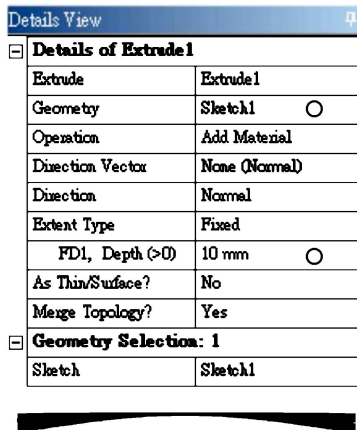 Details View
Details of Extrude1
Extrude Extrude1
Geometry Sketch1
Operation Add Material
Direction Vector None (Normal)
Direction Normal
Extent Type Fixed
FD1, Depth (>0) 10 mm
As Thin/Surface? No
Merge Topology? Yes
Geometry Selection: 1
Sketch Sketch1